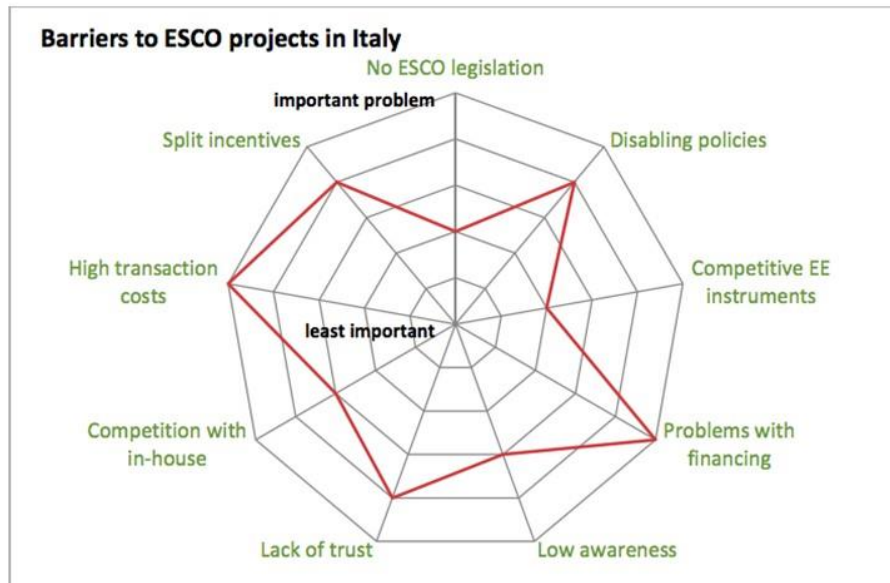 Barriers to ESCO projects in Italy
No ESCO legislation
important problem
Split incentives
Disabling policies
High transaction
costs
Competitive EE
instruments
least important
Competition with
in-house
Problems with
financing
Lack of trust
Low awareness